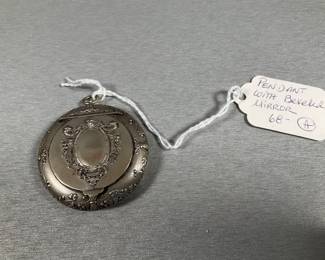 PENDANT
WITH Beveled
MIRROR
68-
A